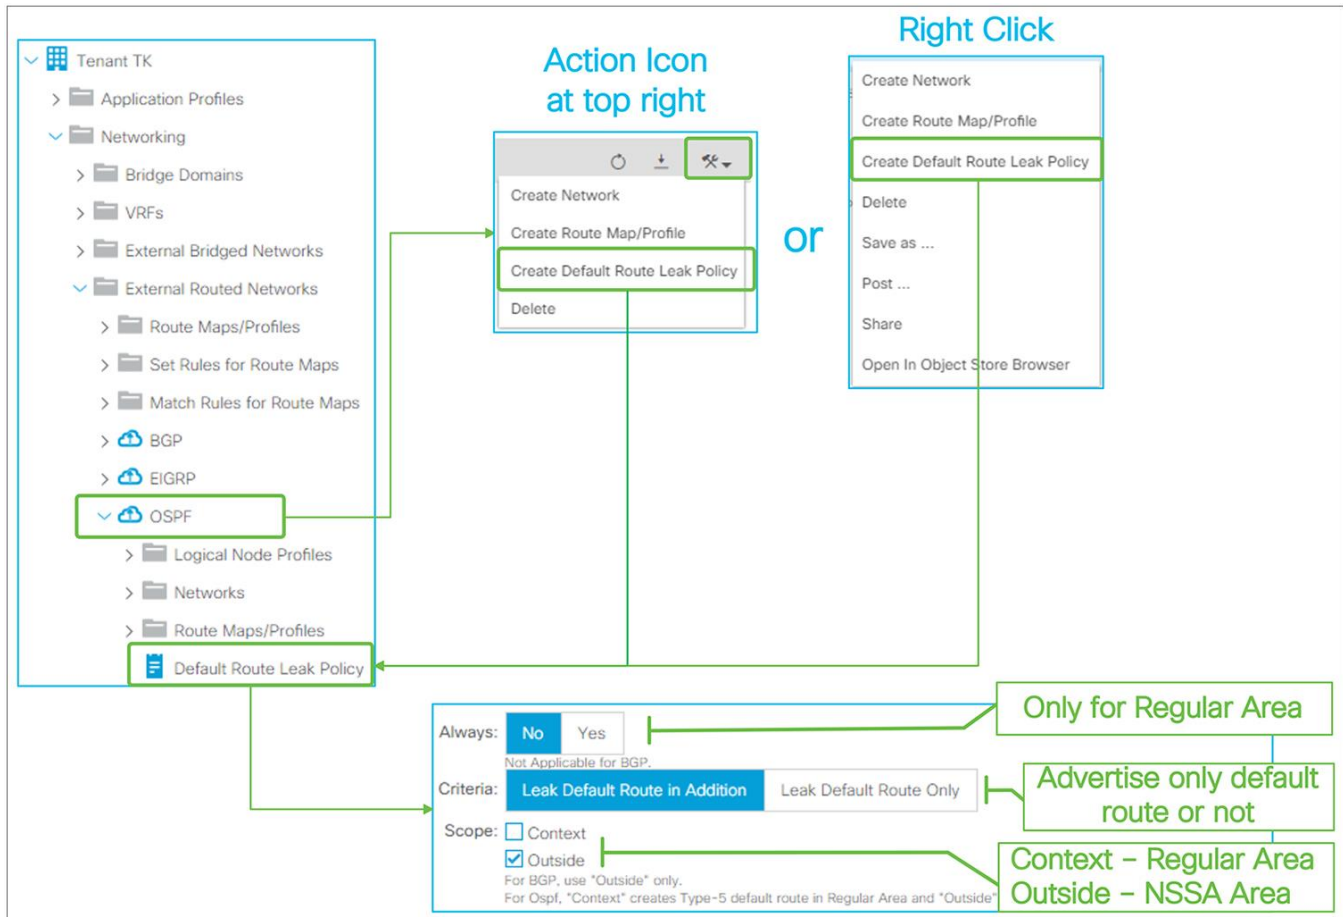 Tenant TK
Application Profiles
Networking
Bridge Domains
VRFs
External Bridged Networks
External Routed Networks
Route Maps/Profiles
Set Rules for Route Maps
Match Rules for Route Maps
BGP
EIGRP
OSPF
Logical Node Profiles
Networks
Route Maps/Profiles
Default Route Leak Policy
Action Icon
at top right
Create Network
Create Route Map/Profile
Create Default Route Leak Policy
Delete
or
Right Click
Create Network
Create Route Map/Profile
Create Default Route Leak Policy
Delete
Save as ...
Post ...
Share
Open In Object Store Browser
Always: No Yes
Not Applicable for BGP.
Criteria: Leak Default Route in Addition Leak Default Route Only
Scope: Context
Outside
For BGP, use "Outside" only.
For Ospf, "Context" creates Type-5 default route in Regular Area and "Outside"
Only for Regular Area
Advertise only default
route or not
Context – Regular Area
Outside – NSSA Area